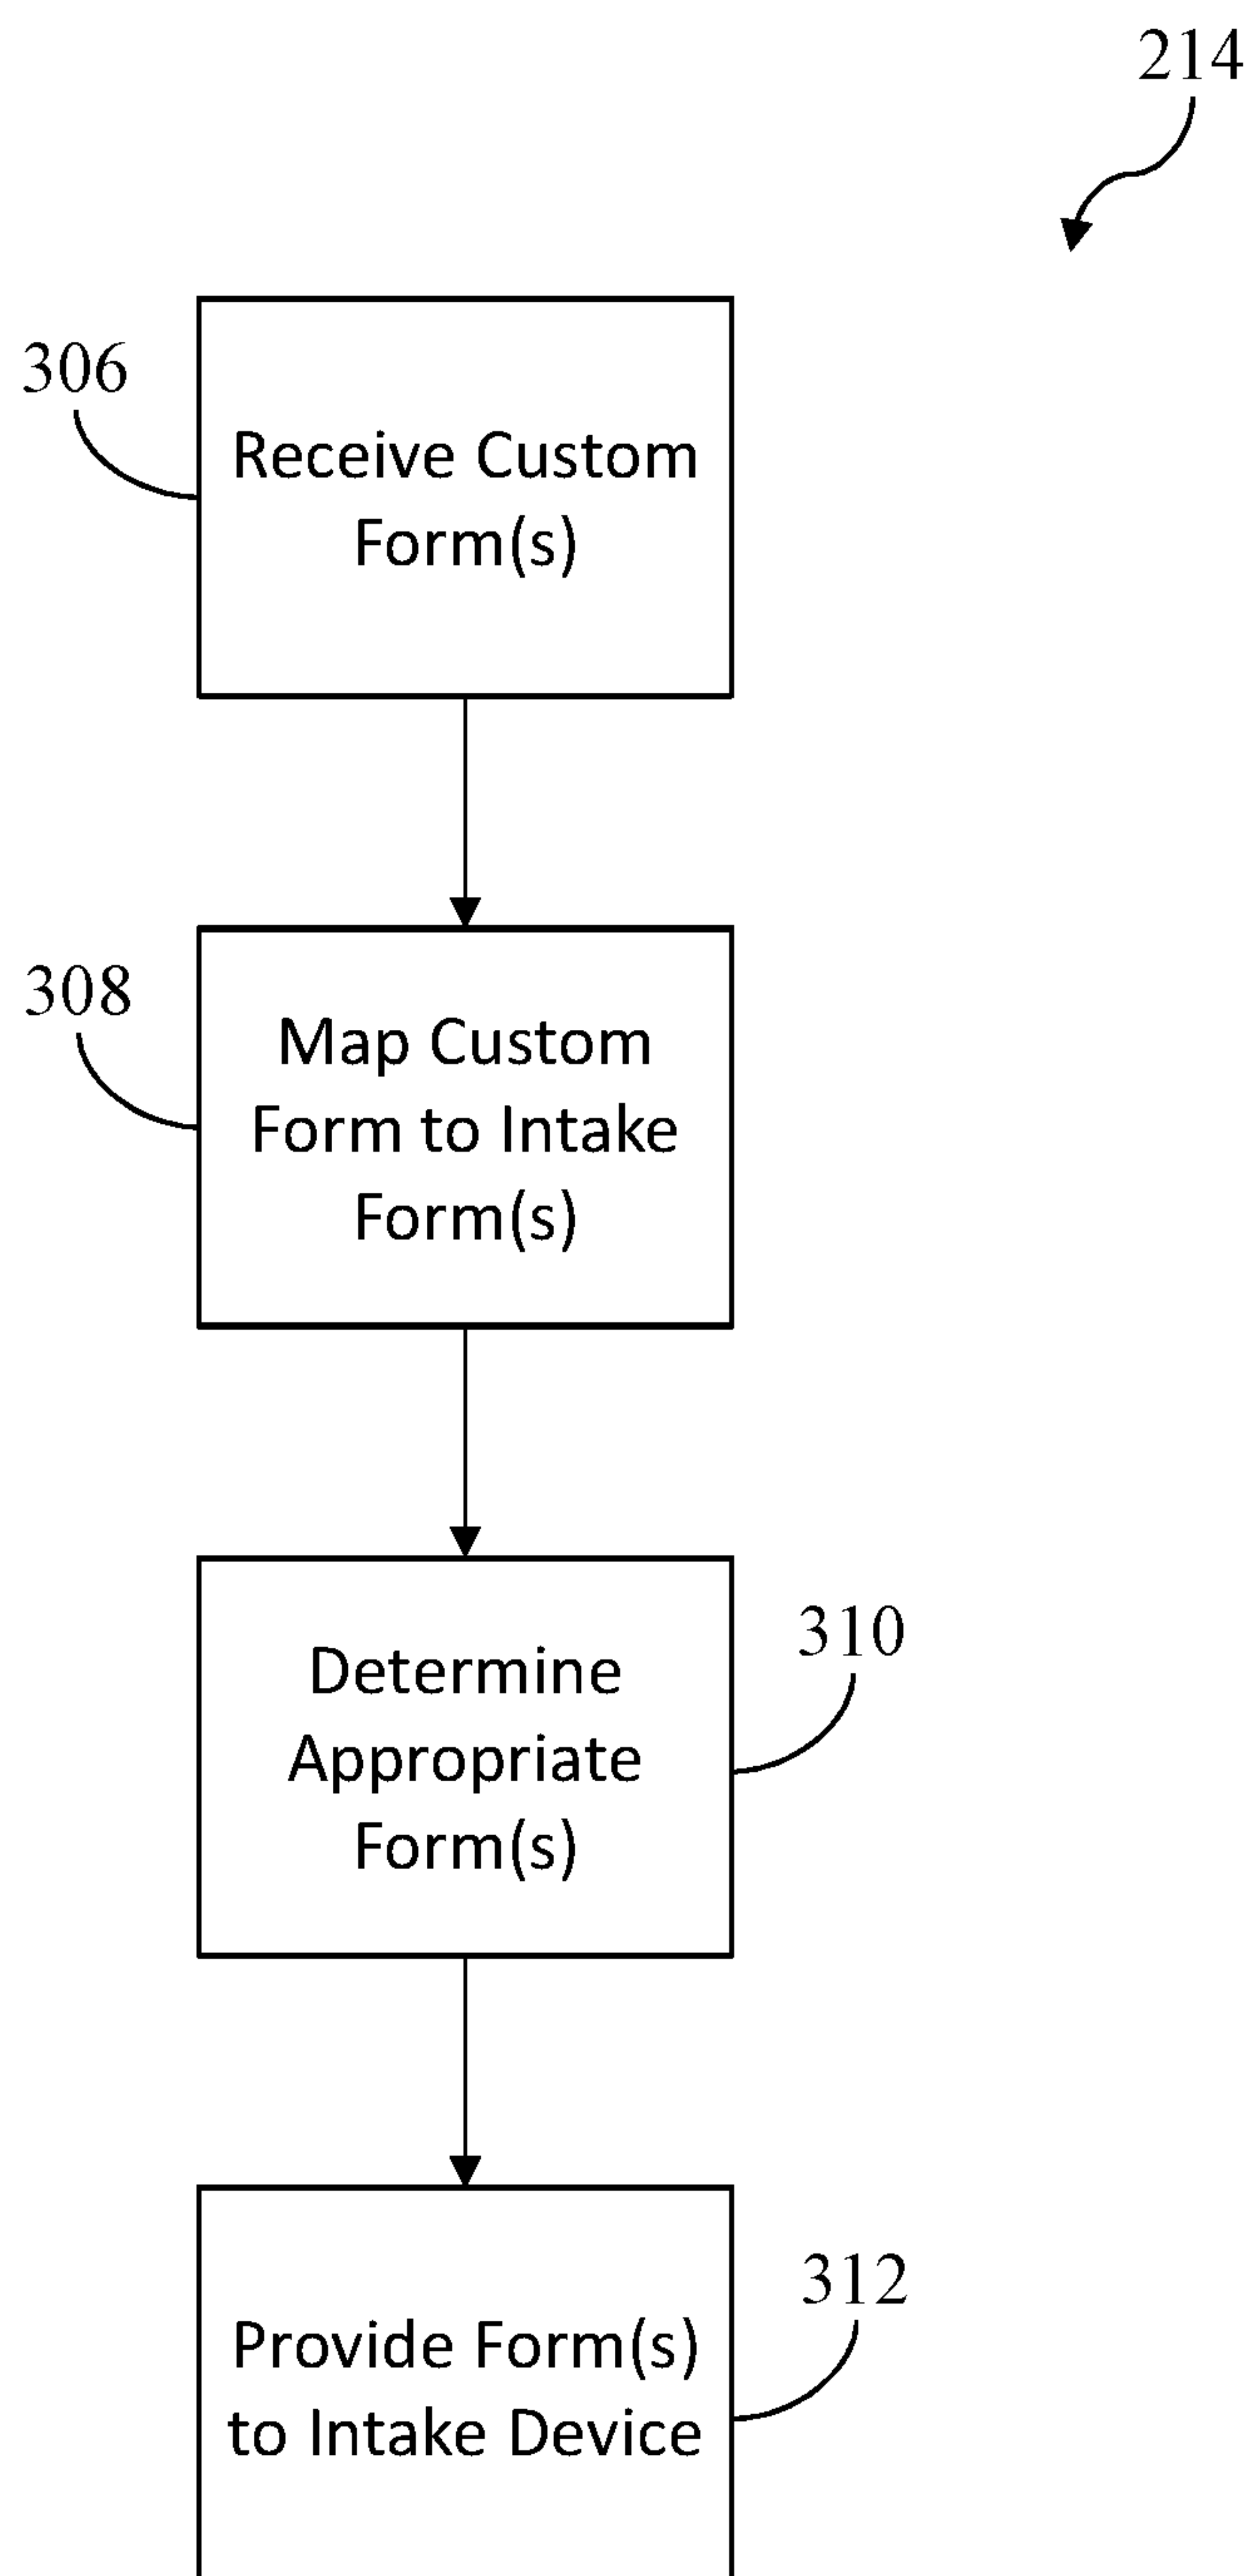 214
306
Receive Custom
Form(s)
308
Map Custom
Form to Intake
Form(s)
310
Determine
Appropriate
Form(s)
312
Provide Form(s)
to Intake Device